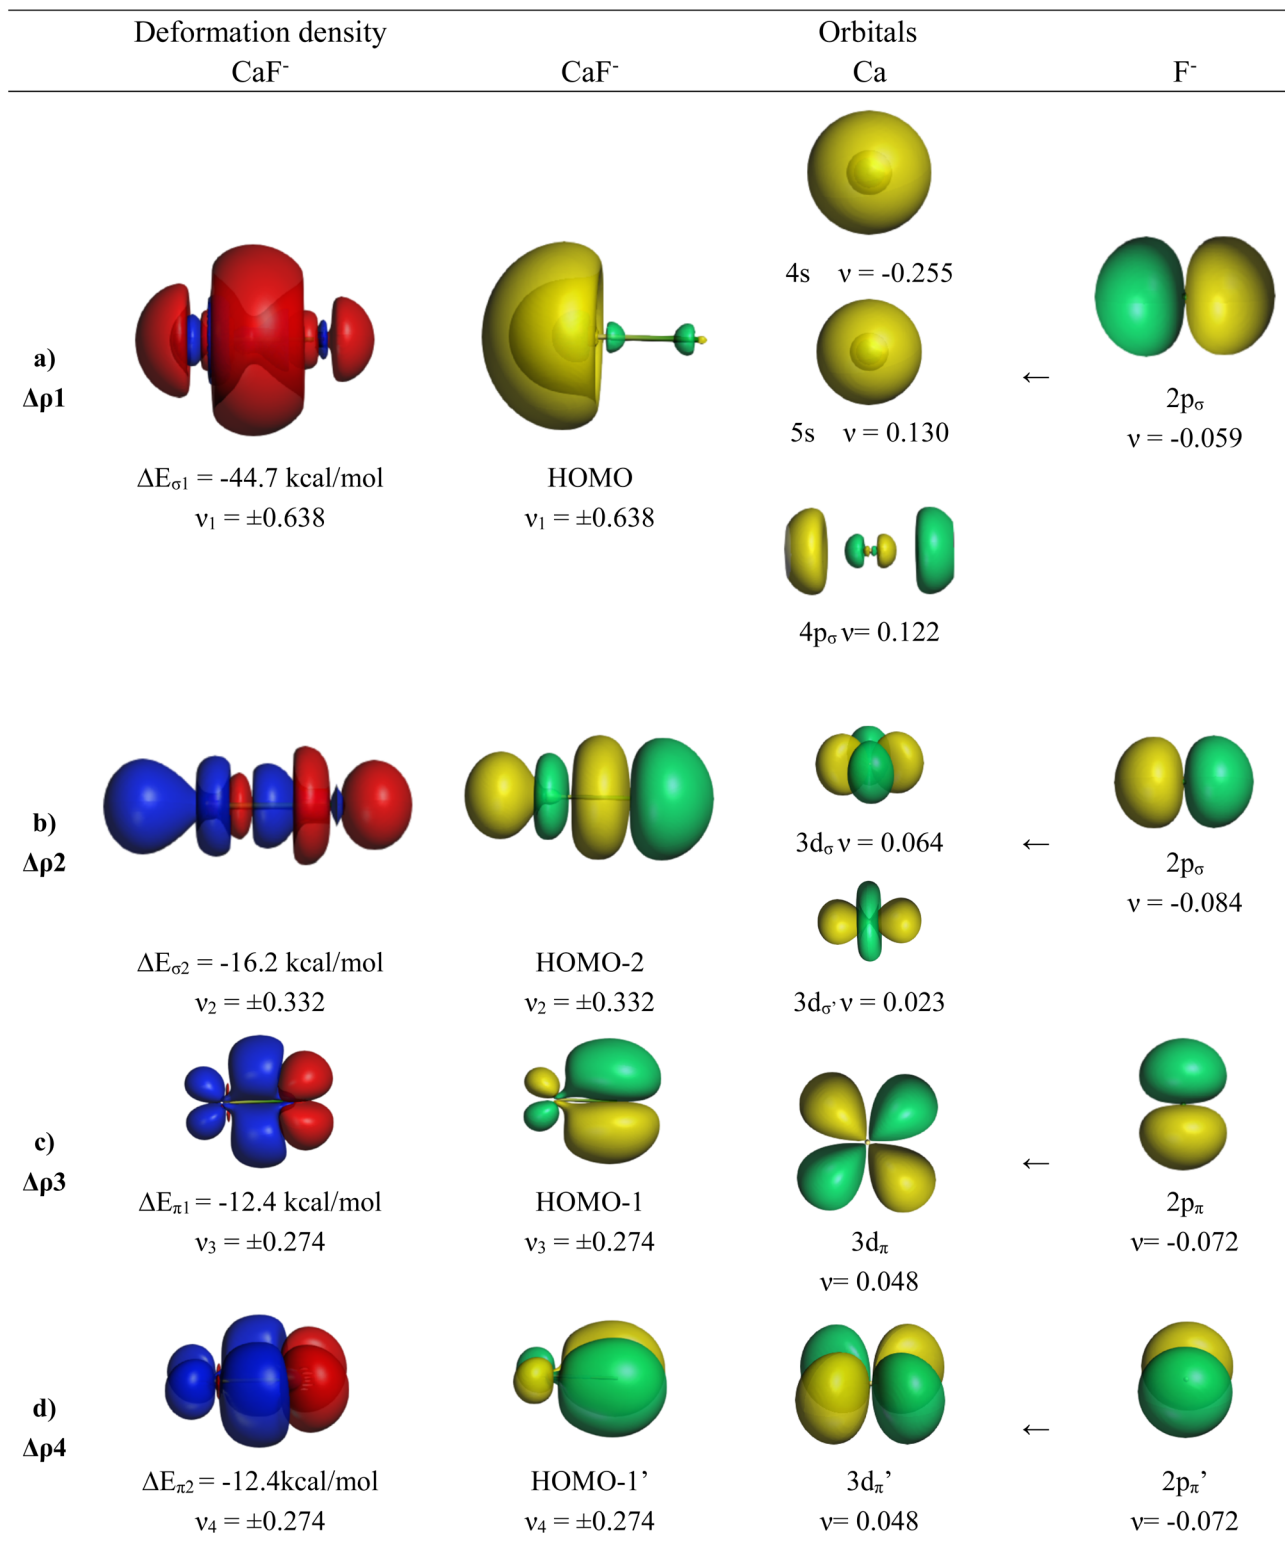 Deformation density Orbitals
CaF⁻ CaF⁻ Ca F⁻
4s ν = -0.255
a)
Δρ1
5s ν = 0.130
←
2pσ
ν = -0.059
ΔEσ1 = -44.7 kcal/mol
ν₁ = ±0.638
HOMO
ν₁ = ±0.638
4pσ ν= 0.122
b)
Δρ2
3dσ ν = 0.064
←
2pσ
ν = -0.084
ΔEσ2 = -16.2 kcal/mol
ν₂ = ±0.332
HOMO-2
ν₂ = ±0.332
3dσ’ ν = 0.023
c)
Δρ3
ΔEπ1 = -12.4 kcal/mol
ν₃ = ±0.274
HOMO-1
ν₃ = ±0.274
3dπ
ν= 0.048
←
2pπ
ν= -0.072
d)
Δρ4
ΔEπ2 = -12.4kcal/mol
ν₄ = ±0.274
HOMO-1’
ν₄ = ±0.274
3dπ’
ν= 0.048
←
2pπ’
ν= -0.072